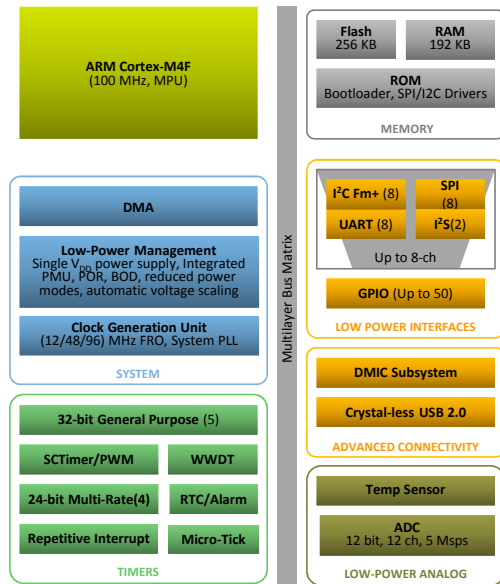 ARM Cortex-M4F
(100 MHz, MPU)
DMA
Low-Power Management
Single VDD power supply, Integrated
PMU, POR, BOD, reduced power
modes, automatic voltage scaling
Clock Generation Unit
(12/48/96) MHz FRO, System PLL
SYSTEM
32-bit General Purpose (5)
SCTimer/PWM
WWDT
24-bit Multi-Rate(4)
RTC/Alarm
Repetitive Interrupt
Micro-Tick
TIMERS
Multilayer Bus Matrix
Flash
256 KB
RAM
192 KB
ROM
Bootloader, SPI/I2C Drivers
MEMORY
I²C Fm+ (8)
SPI
(8)
UART (8)
I²S(2)
Up to 8-ch
GPIO (Up to 50)
LOW POWER INTERFACES
DMIC Subsystem
Crystal-less USB 2.0
ADVANCED CONNECTIVITY
Temp Sensor
ADC
12 bit, 12 ch, 5 Msps
LOW-POWER ANALOG